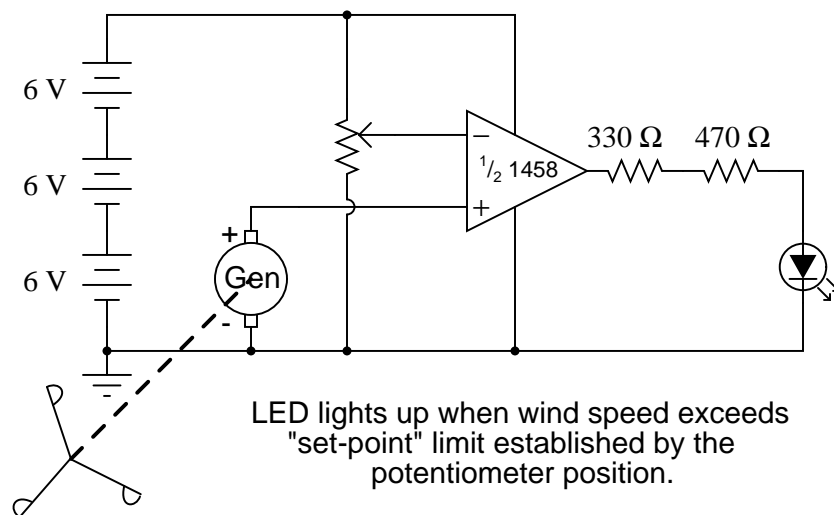 6 V
6 V
6 V
+
Gen
-
−
+
1/2 1458
330 Ω 470 Ω
LED lights up when wind speed exceeds
"set-point" limit established by the
potentiometer position.